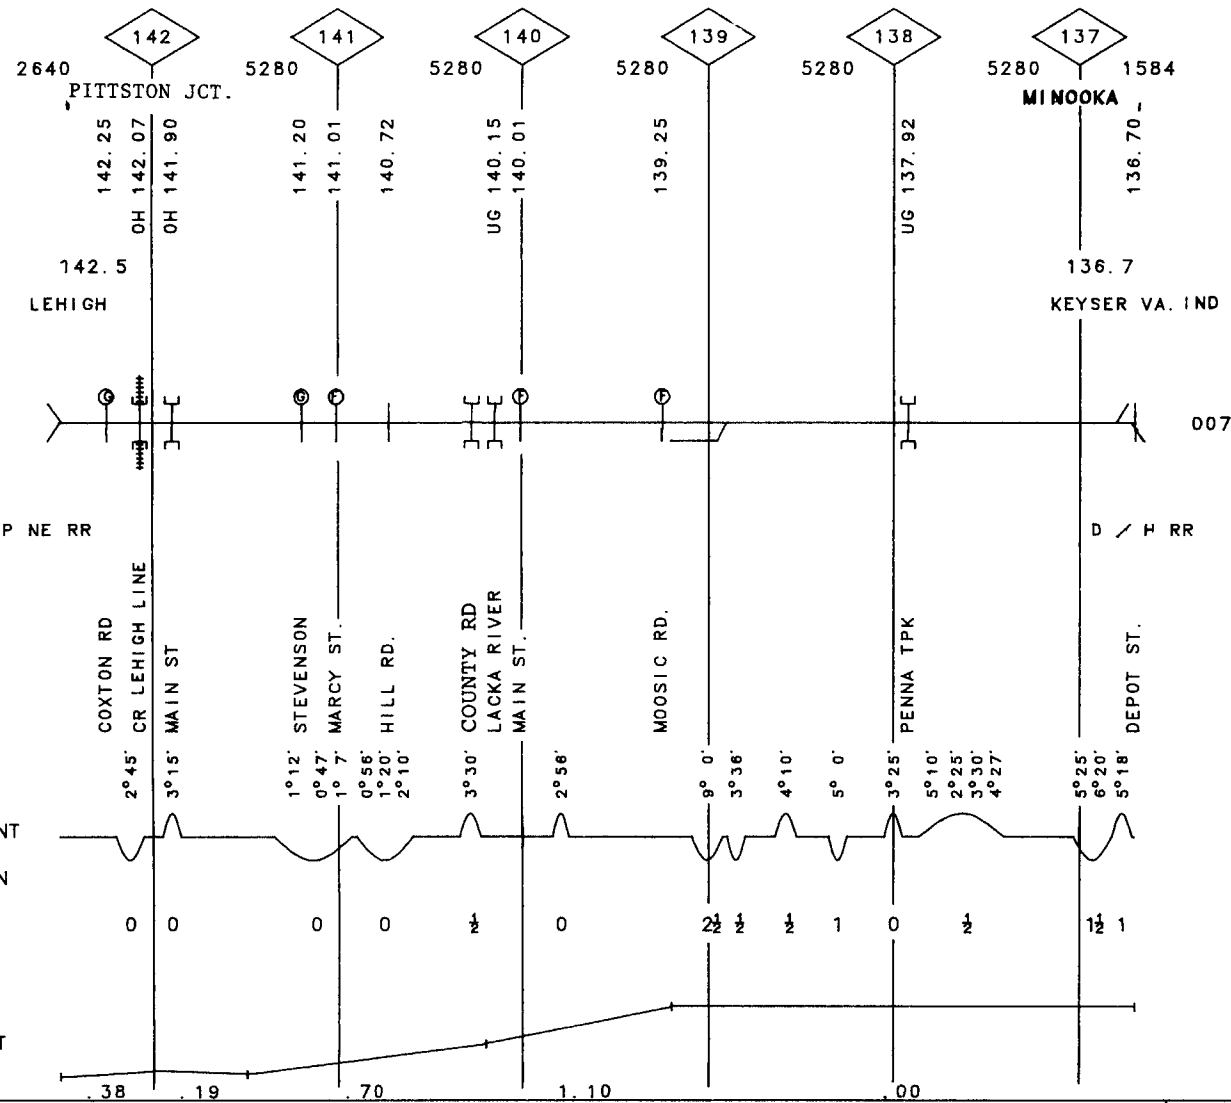 142 141 140 139 138 137
2640 5280 5280 5280 5280 5280 1584
PITTSTON JCT. MINOOKA
142.25
OH 142.07
OH 141.90
141.20
141.01
140.72
UG 140.15
140.01
139.25
UG 137.92
136.70
142.5 136.7
LEHIGH KEYSER VA. IND
G G F F F
007
P NE RR D / H RR
COXTON RD
CR LEHIGH LINE
MAIN ST
STEVENSON
MARCY ST.
HILL RD.
COUNTY RD
LACKA RIVER
MAIN ST.
MOOSIC RD.
PENNA TPK
DEPOT ST.
2°45'
3°15'
1°12'
0°47'
1° 7'
0°56'
1°20'
2°10'
3°30'
2°56'
9° 0'
3°36'
4°10'
5° 0'
3°25'
5°10'
2°25'
3°30'
4°27'
5°25'
6°20'
5°18'
NT
N
0 0 0 0 ½ 0 2½ ½ ½ 1 0 ½ 1½ 1
T
.38 .19 .70 1.10 .00